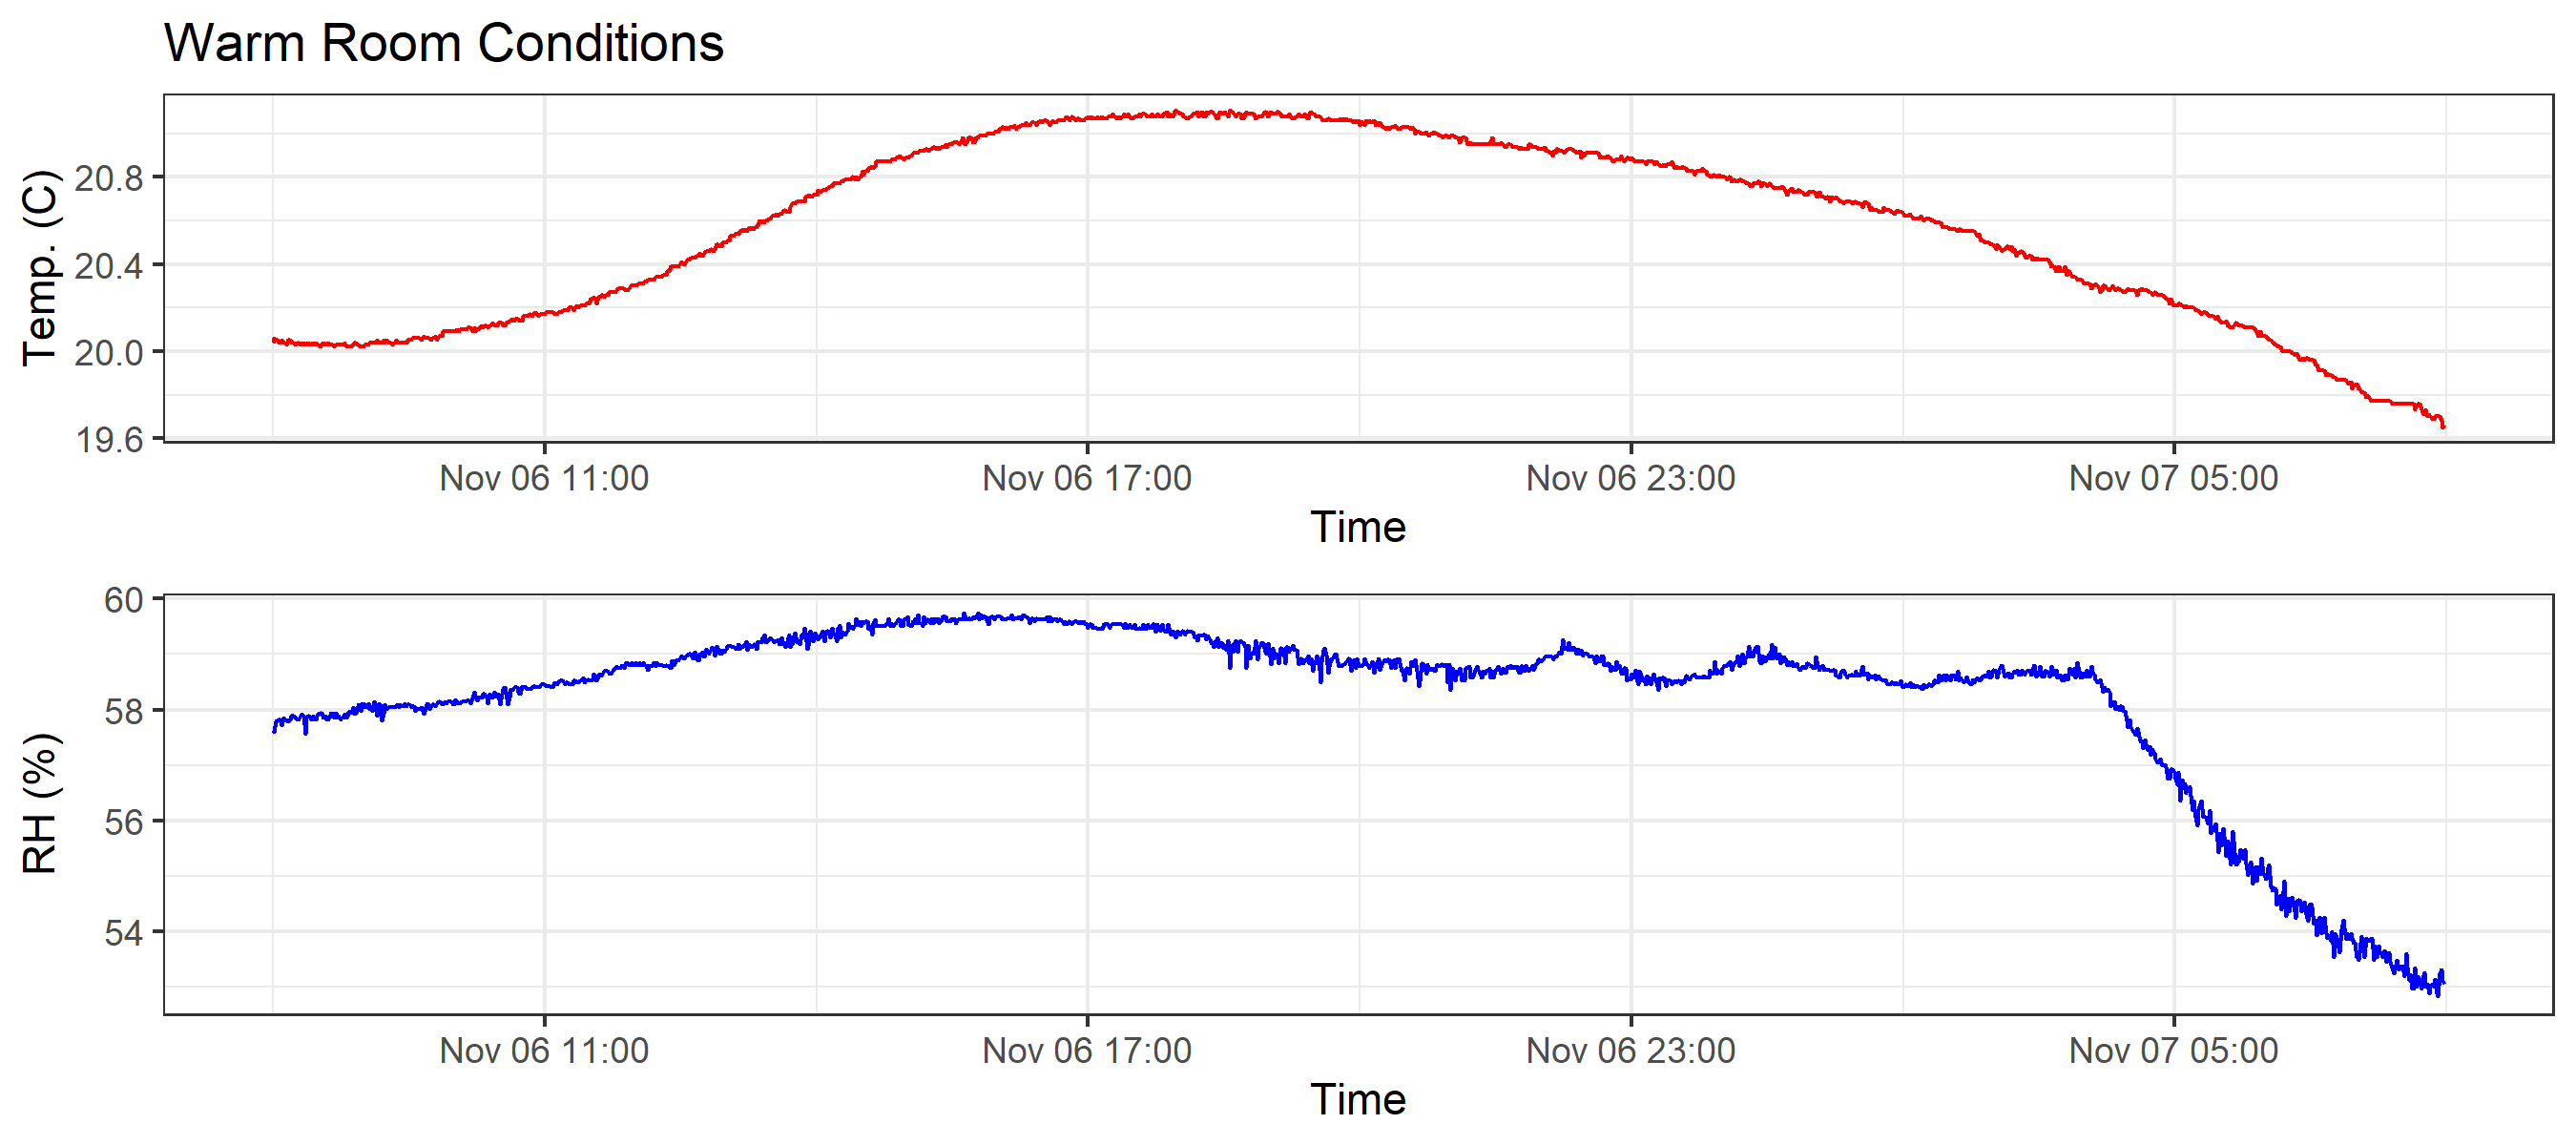 Warm Room Conditions
Temp. (C)
20.8
20.4
20.0
19.6
Nov 06 11:00 Nov 06 17:00 Nov 06 23:00 Nov 07 05:00
Time
RH (%)
60
58
56
54
Nov 06 11:00 Nov 06 17:00 Nov 06 23:00 Nov 07 05:00
Time